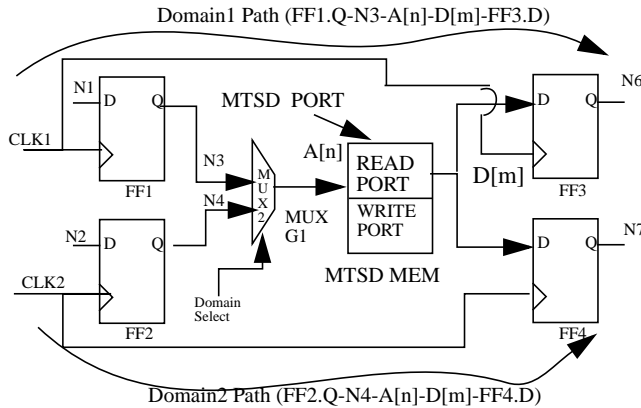 Domain1 Path (FF1.Q-N3-A[n]-D[m]-FF3.D)
N1
D
Q
CLK1
FF1
N3
N4
MUX2
MUX
G1
MTSD PORT
A[n]
READ
PORT
WRITE
PORT
MTSD MEM
D[m]
D
Q
N6
FF3
N2
D
Q
CLK2
FF2
Domain
Select
D
Q
N7
FF4
Domain2 Path (FF2.Q-N4-A[n]-D[m]-FF4.D)